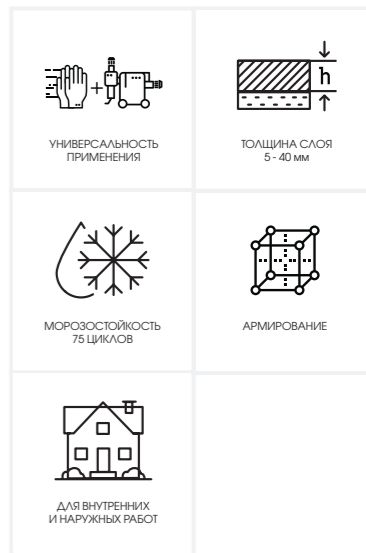 УНИВЕРСАЛЬНОСТЬ
ПРИМЕНЕНИЯ
h
ТОЛЩИНА СЛОЯ
5 - 40 мм
МОРОЗОСТОЙКОСТЬ
75 ЦИКЛОВ
АРМИРОВАНИЕ
ДЛЯ ВНУТРЕННИХ
И НАРУЖНЫХ РАБОТ